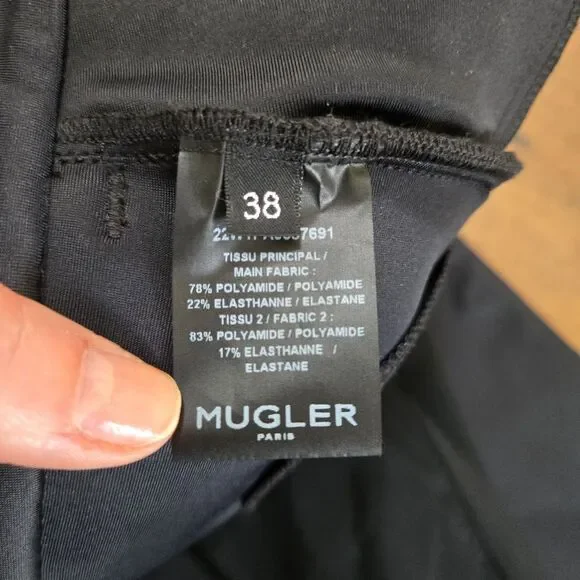 38
TISSU PRINCIPAL /
MAIN FABRIC :
78% POLYAMIDE / POLYAMIDE
22% ELASTHANNE / ELASTANE
TISSU 2 / FABRIC 2 :
83% POLYAMIDE / POLYAMIDE
17% ELASTHANNE /
ELASTANE
MUGLER
PARIS